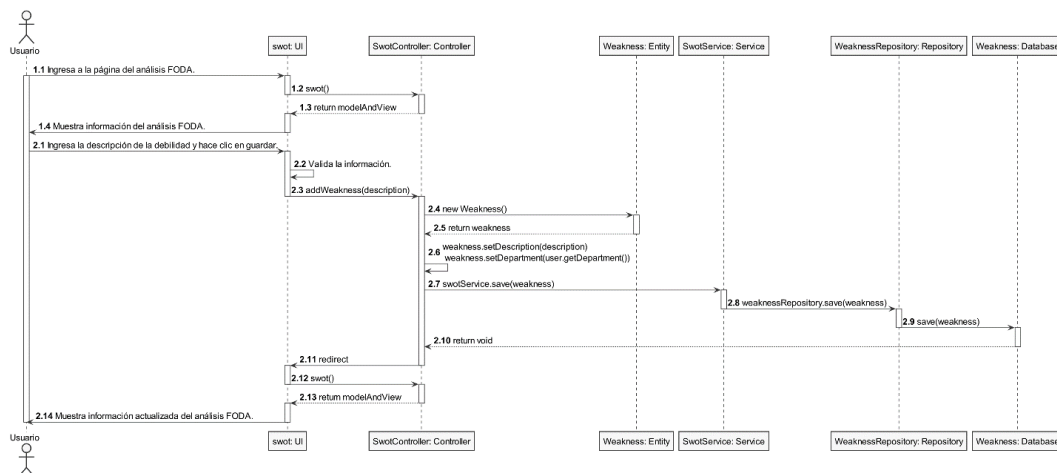 Usuario
swot: UI
SwotController: Controller
Weakness: Entity
SwotService: Service
WeaknessRepository: Repository
Weakness: Database
1.1 Ingresa a la página del análisis FODA.
1.2 swot()
1.3 return modelAndView
1.4 Muestra información del análisis FODA.
2.1 Ingresa la descripción de la debilidad y hace clic en guardar.
2.2 Valida la información.
2.3 addWeakness(description)
2.4 new Weakness()
2.5 return weakness
2.6 weakness.setDescription(description)
weakness.setDepartment(user.getDepartment())
2.7 swotService.save(weakness)
2.8 weaknessRepository.save(weakness)
2.9 save(weakness)
2.10 return void
2.11 redirect
2.12 swot()
2.13 return modelAndView
2.14 Muestra información actualizada del análisis FODA.
Usuario
swot: UI
SwotController: Controller
Weakness: Entity
SwotService: Service
WeaknessRepository: Repository
Weakness: Database